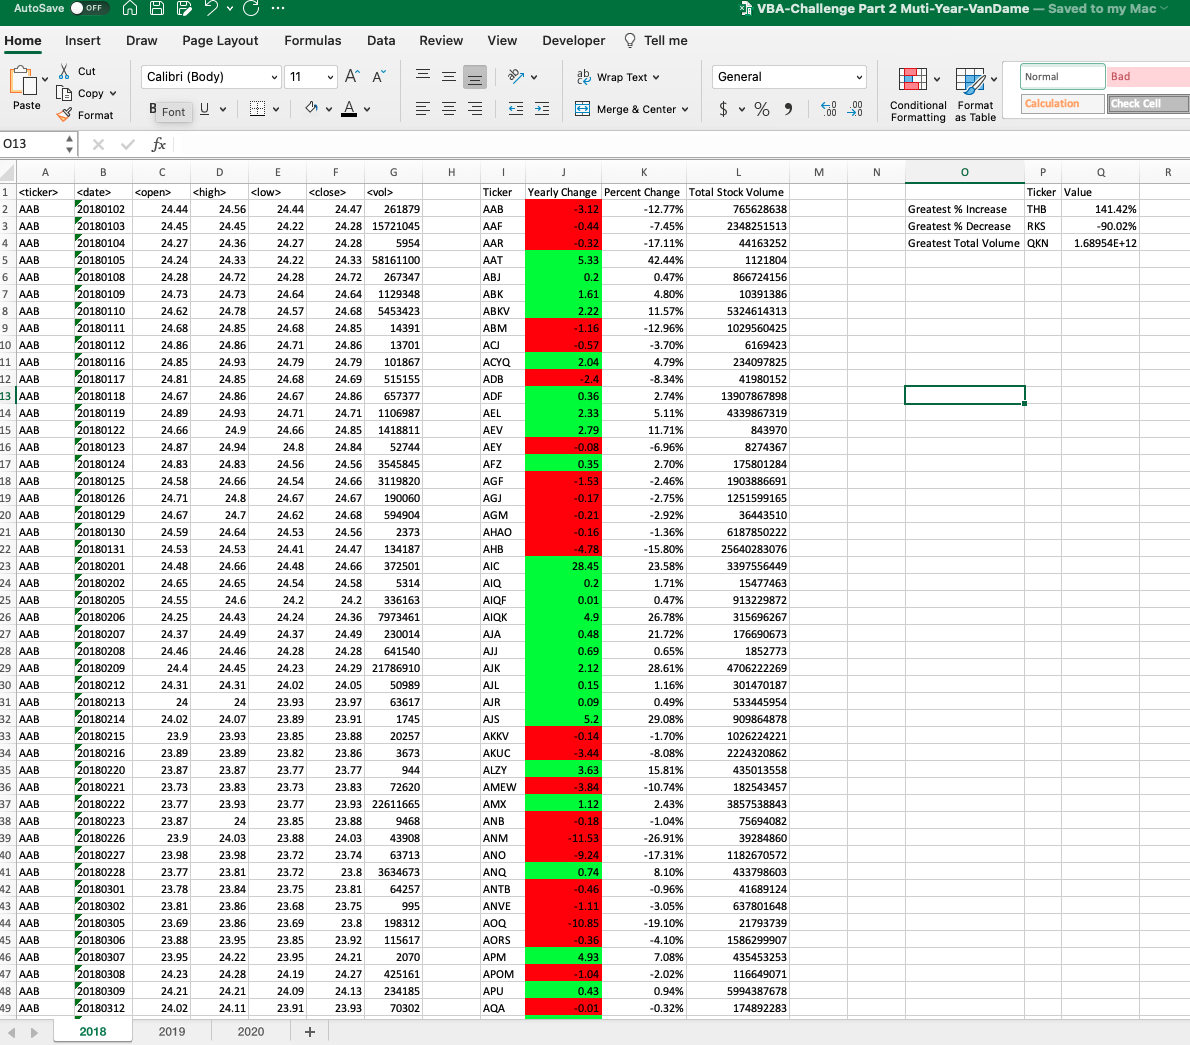 AutoSave OFF ... VBA-Challenge Part 2 Muti-Year-VanDame — Saved to my Mac
Home Insert Draw Page Layout Formulas Data Review View Developer Tell me
Paste Cut Copy Format
Calibri (Body) 11 A A
B Font U A
ab Wrap Text
Merge & Center
General
$ % 9 .00 .00
Conditional Formatting
Format as Table
Normal Bad
Calculation Check Cell
O13 fx
A B C D E F G H I J K L M N O P Q R
1 <ticker> <date> <open> <high> <low> <close> <vol> Ticker Yearly Change Percent Change Total Stock Volume Ticker Value
2 AAB 20180102 24.44 24.56 24.44 24.47 261879 AAB -3.12 -12.77% 765628638 Greatest % Increase THB 141.42%
3 AAB 20180103 24.45 24.45 24.22 24.28 15721045 AAF -0.44 -7.45% 2348251513 Greatest % Decrease RKS -90.02%
4 AAB 20180104 24.27 24.36 24.27 24.28 5954 AAR -0.32 -17.11% 44163252 Greatest Total Volume QKN 1.68954E+12
5 AAB 20180105 24.24 24.33 24.22 24.33 58161100 AAT 5.33 42.44% 1121804
6 AAB 20180108 24.28 24.72 24.28 24.72 267347 ABJ 0.2 0.47% 866724156
7 AAB 20180109 24.73 24.73 24.64 24.64 1129348 ABK 1.61 4.80% 10391386
8 AAB 20180110 24.62 24.78 24.57 24.68 5453423 ABKV 2.22 11.57% 5324614313
9 AAB 20180111 24.68 24.85 24.68 24.85 14391 ABM -1.16 -12.96% 1029560425
10 AAB 20180112 24.86 24.86 24.71 24.86 13701 ACJ -0.57 -3.70% 6169423
11 AAB 20180116 24.85 24.93 24.79 24.79 101867 ACYQ 2.04 4.79% 234097825
12 AAB 20180117 24.81 24.85 24.68 24.69 515155 ADB -2.4 -8.34% 41980152
13 AAB 20180118 24.67 24.86 24.67 24.86 657377 ADF 0.36 2.74% 13907867898
14 AAB 20180119 24.89 24.93 24.71 24.71 1106987 AEL 2.33 5.11% 4339867319
15 AAB 20180122 24.66 24.9 24.66 24.85 1418811 AEV 2.79 11.71% 843970
16 AAB 20180123 24.87 24.94 24.8 24.84 52744 AEY -0.08 -6.96% 8274367
17 AAB 20180124 24.83 24.83 24.56 24.56 3545845 AFZ 0.35 2.70% 175801284
18 AAB 20180125 24.58 24.66 24.54 24.66 3119820 AGF -1.53 -2.46% 1903886691
19 AAB 20180126 24.71 24.8 24.67 24.67 190060 AGJ -0.17 -2.75% 1251599165
20 AAB 20180129 24.67 24.7 24.62 24.68 594904 AGM -0.21 -2.92% 36443510
21 AAB 20180130 24.59 24.64 24.53 24.56 2373 AHAO -0.16 -1.36% 6187850222
22 AAB 20180131 24.53 24.53 24.41 24.47 134187 AHB -4.78 -15.80% 25640283076
23 AAB 20180201 24.48 24.66 24.48 24.66 372501 AIC 28.45 23.58% 3397556449
24 AAB 20180202 24.65 24.65 24.54 24.58 5314 AIQ 0.2 1.71% 15477463
25 AAB 20180205 24.55 24.6 24.2 24.2 336163 AIQF 0.01 0.47% 913229872
26 AAB 20180206 24.25 24.43 24.24 24.36 7973461 AIQK 4.9 26.78% 315696267
27 AAB 20180207 24.37 24.49 24.37 24.49 230014 AJA 0.48 21.72% 176690673
28 AAB 20180208 24.46 24.46 24.28 24.28 641540 AJJ 0.69 0.65% 1852773
29 AAB 20180209 24.4 24.45 24.23 24.29 21786910 AJK 2.12 28.61% 4706222269
30 AAB 20180212 24.31 24.31 24.02 24.05 50989 AJL 0.15 1.16% 301470187
31 AAB 20180213 24 24 23.93 23.97 63617 AJR 0.09 0.49% 533445954
32 AAB 20180214 24.02 24.07 23.89 23.91 1745 AJS 5.2 29.08% 909864878
33 AAB 20180215 23.9 23.93 23.85 23.88 20257 AKKV -0.14 -1.70% 1026224221
34 AAB 20180216 23.89 23.89 23.82 23.86 3673 AKUC -3.44 -8.08% 2224320862
35 AAB 20180220 23.87 23.87 23.77 23.77 944 ALZY 3.63 15.81% 435013558
36 AAB 20180221 23.73 23.83 23.73 23.83 72620 AMEW -3.84 -10.74% 182543457
37 AAB 20180222 23.77 23.93 23.77 23.93 22611665 AMX 1.12 2.43% 3857538843
38 AAB 20180223 23.87 24 23.85 23.88 9468 ANB -0.18 -1.04% 75694082
39 AAB 20180226 23.9 24.03 23.88 24.03 43908 ANM -11.53 -26.91% 39284860
40 AAB 20180227 23.98 23.98 23.72 23.74 63713 ANO -9.24 -17.31% 1182670572
41 AAB 20180228 23.77 23.81 23.72 23.8 3634673 ANQ 0.74 8.10% 433798603
42 AAB 20180301 23.78 23.84 23.75 23.81 64257 ANTB -0.46 -0.96% 41689124
43 AAB 20180302 23.81 23.86 23.68 23.75 995 ANVE -1.11 -3.05% 637801648
44 AAB 20180305 23.69 23.86 23.69 23.8 198312 AOQ -10.85 -19.10% 21793739
45 AAB 20180306 23.88 23.95 23.85 23.92 115617 AORS -0.36 -4.10% 1586299907
46 AAB 20180307 23.95 24.22 23.95 24.21 2070 APM 4.93 7.08% 435453253
47 AAB 20180308 24.23 24.28 24.19 24.27 425161 APOM -1.04 -2.02% 116649071
48 AAB 20180309 24.21 24.21 24.09 24.13 234185 APU 0.43 0.94% 5994387678
49 AAB 20180312 24.02 24.11 23.91 23.93 70302 AQA -0.01 -0.32% 174892283
2018 2019 2020 +